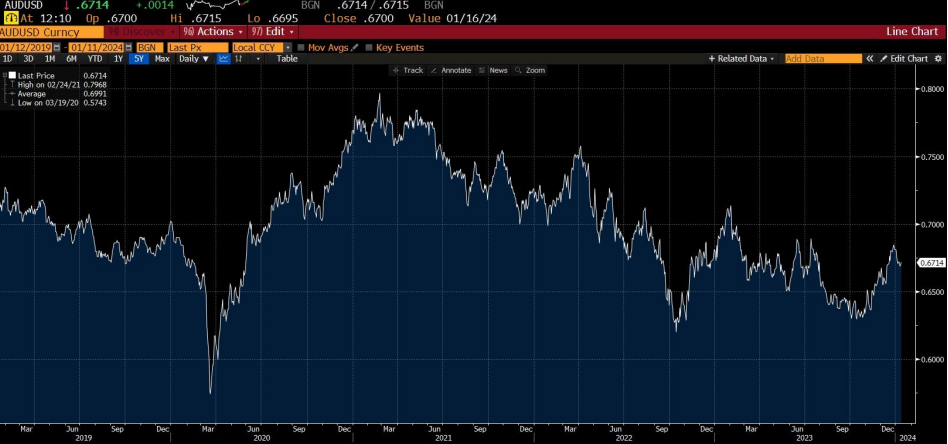 AUDUSD ↓ .6714 +.0014 BGN .6714/.6715 BGN
At 12:10 Op .6700 Hi .6715 Lo .6695 Close .6700 Value 01/16/24
AUDUSD Curncy 98) Discover 96) Actions 97) Edit Line Chart
01/12/2019 - 01/11/2024 BGN Last Px Local CCY Mov Avgs Key Events
1D 3D 1M 6M YTD 1Y 5Y Max Daily Table + Related Data Add Data « Edit Chart
Track Annotate News Zoom
Last Price 0.6714
High on 02/24/21 0.7968
Average 0.6991
Low on 03/19/20 0.5743
0.8000
0.7500
0.7000
0.6714
0.6500
0.6000
Mar Jun Sep Dec Mar Jun Sep Dec Mar Jun Sep Dec Mar Jun Sep Dec Mar Jun Sep Dec
2019 2020 2021 2022 2023 2024